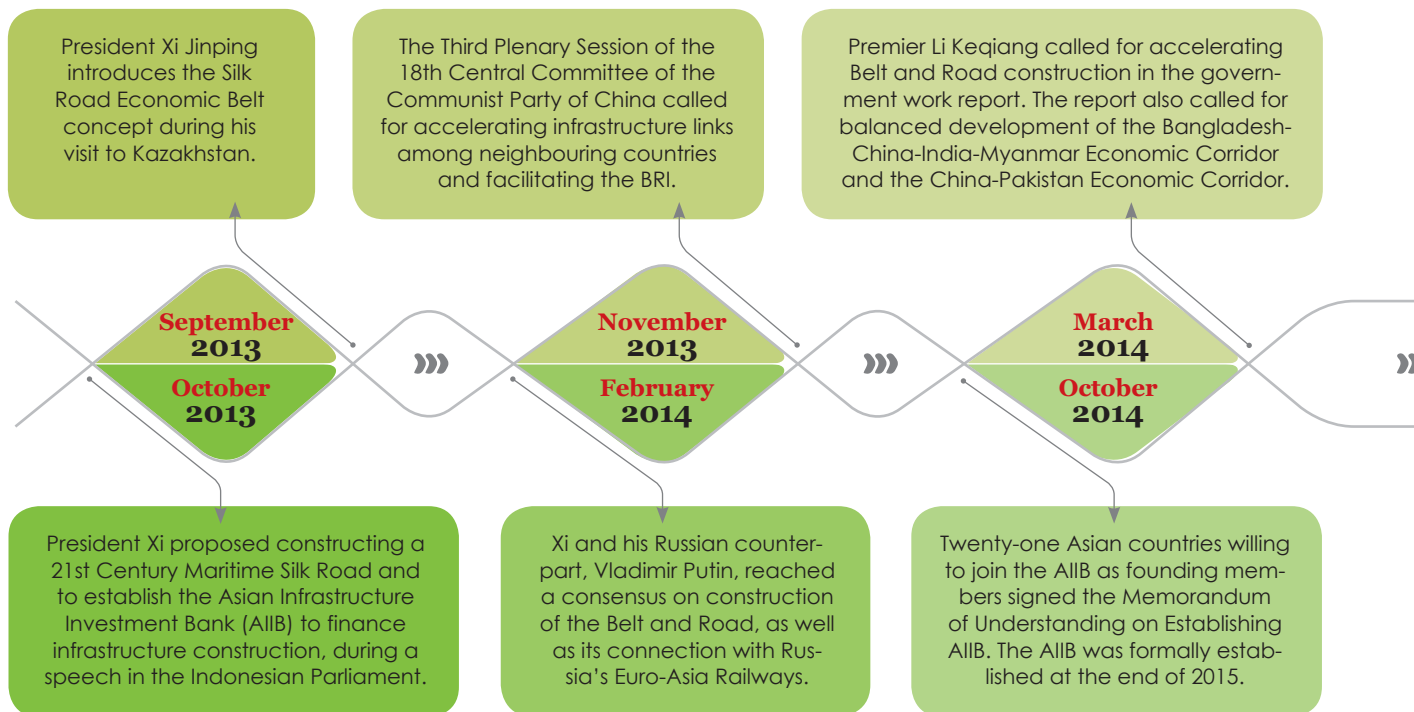 President Xi Jinping
introduces the Silk
Road Economic Belt
concept during his
visit to Kazakhstan.
The Third Plenary Session of the
18th Central Committee of the
Communist Party of China called
for accelerating infrastructure links
among neighbouring countries
and facilitating the BRI.
Premier Li Keqiang called for accelerating
Belt and Road construction in the govern-
ment work report. The report also called for
balanced development of the Bangladesh-
China-India-Myanmar Economic Corridor
and the China-Pakistan Economic Corridor.
September
2013
October
2013
November
2013
February
2014
March
2014
October
2014
President Xi proposed constructing a
21st Century Maritime Silk Road and
to establish the Asian Infrastructure
Investment Bank (AIIB) to finance
infrastructure construction, during a
speech in the Indonesian Parliament.
Xi and his Russian counter-
part, Vladimir Putin, reached
a consensus on construction
of the Belt and Road, as well
as its connection with Rus-
sia's Euro-Asia Railways.
Twenty-one Asian countries willing
to join the AIIB as founding mem-
bers signed the Memorandum
of Understanding on Establishing
AIIB. The AIIB was formally estab-
lished at the end of 2015.